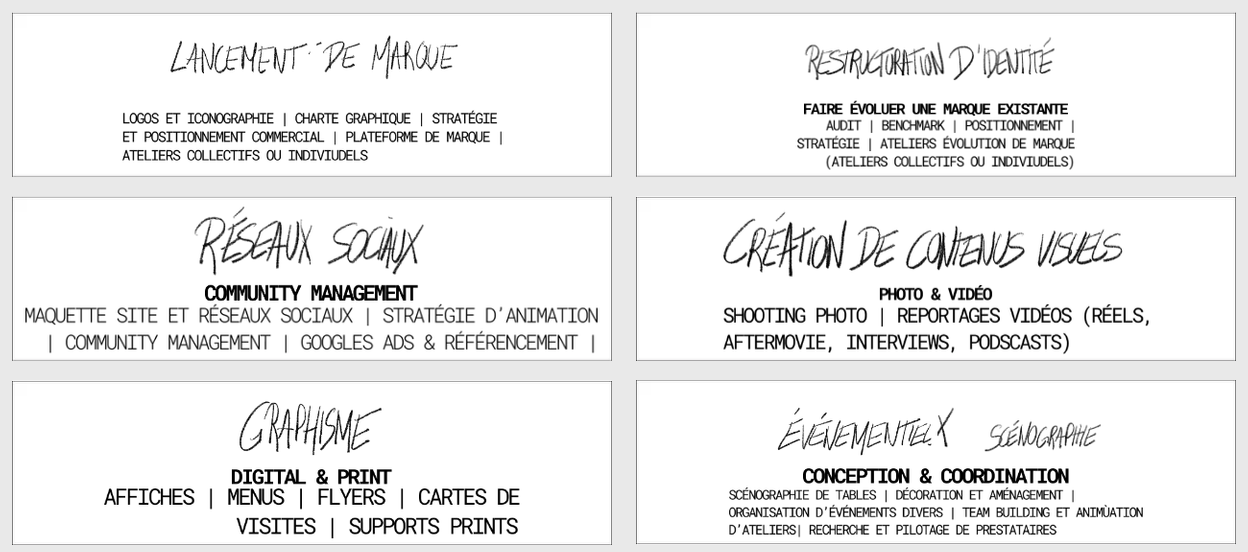 LANCEMENT DE MARQUE
LOGOS ET ICONOGRAPHIE | CHARTE GRAPHIQUE | STRATÉGIE
ET POSITIONNEMENT COMMERCIAL | PLATEFORME DE MARQUE |
ATELIERS COLLECTIFS OU INDIVIUDELS
RESTRUCTURATION D'IDENTITÉ
FAIRE ÉVOLUER UNE MARQUE EXISTANTE
AUDIT | BENCHMARK | POSITIONNEMENT |
STRATÉGIE | ATELIERS ÉVOLUTION DE MARQUE
(ATELIERS COLLECTIFS OU INDIVIUDELS)
RÉSEAUX SOCIAUX
COMMUNITY MANAGEMENT
MAQUETTE SITE ET RÉSEAUX SOCIAUX | STRATÉGIE D'ANIMATION
| COMMUNITY MANAGEMENT | GOOGLES ADS & RÉFÉRENCEMENT |
CRÉATION DE CONTENUS VISUELS
PHOTO & VIDÉO
SHOOTING PHOTO | REPORTAGES VIDÉOS (RÉELS,
AFTERMOVIE, INTERVIEWS, PODSCASTS)
GRAPHISME
DIGITAL & PRINT
AFFICHES | MENUS | FLYERS | CARTES DE
VISITES | SUPPORTS PRINTS
ÉVÉNEMENTIELX SCÉNOGRAPHIE
CONCEPTION & COORDINATION
SCÉNOGRAPHIE DE TABLES | DÉCORATION ET AMÉNAGEMENT |
ORGANISATION D'ÉVÉNEMENTS DIVERS | TEAM BUILDING ET ANIMÙATION
D'ATELIERS| RECHERCHE ET PILOTAGE DE PRESTATAIRES